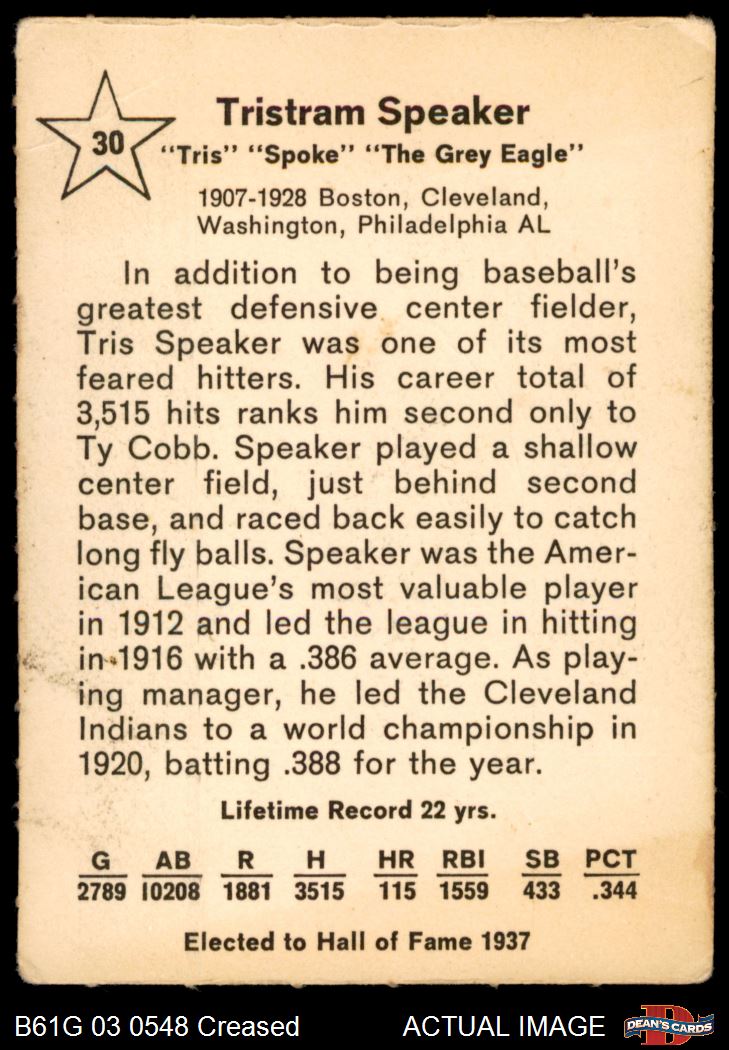 30
Tristram Speaker
"Tris" "Spoke" "The Grey Eagle"
1907-1928 Boston, Cleveland,
Washington, Philadelphia AL
In addition to being baseball's
greatest defensive center fielder,
Tris Speaker was one of its most
feared hitters. His career total of
3,515 hits ranks him second only to
Ty Cobb. Speaker played a shallow
center field, just behind second
base, and raced back easily to catch
long fly balls. Speaker was the Amer-
ican League's most valuable player
in 1912 and led the league in hitting
in 1916 with a .386 average. As play-
ing manager, he led the Cleveland
Indians to a world championship in
1920, batting .388 for the year.
Lifetime Record 22 yrs.
G AB R H HR RBI SB PCT
2789 10208 1881 3515 115 1559 433 .344
Elected to Hall of Fame 1937
B61G 03 0548 Creased ACTUAL IMAGE
D
DEAN'S CARDS